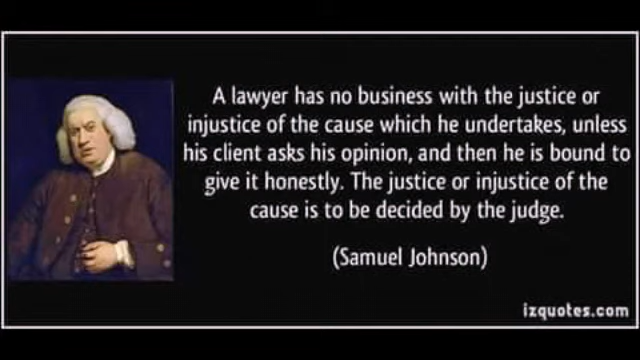 A lawyer has no business with the justice or
injustice of the cause which he undertakes, unless
his client asks his opinion, and then he is bound to
give it honestly. The justice or injustice of the
cause is to be decided by the judge.
(Samuel Johnson)
izquotes.com